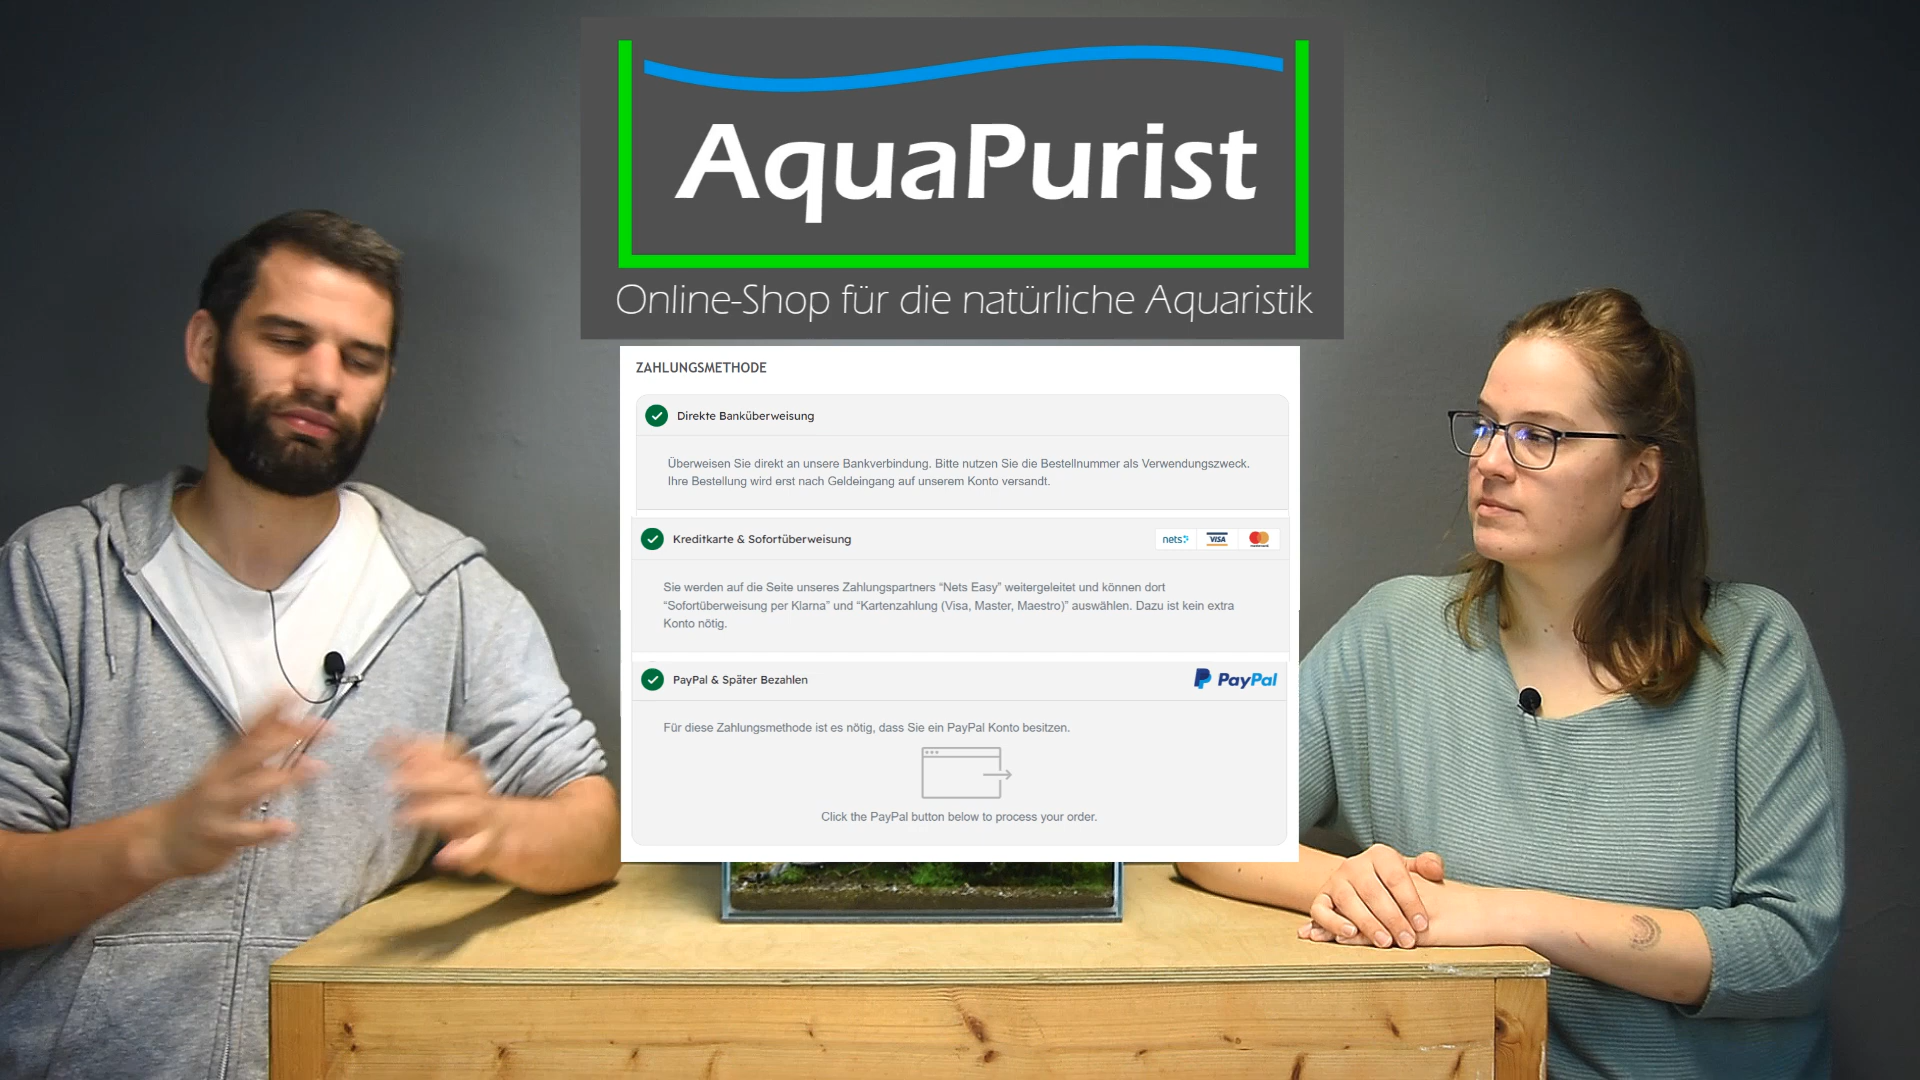 AquaPurist
Online-Shop für die natürliche Aquaristik
ZAHLUNGSMETHODE
Direkte Banküberweisung
Überweisen Sie direkt an unsere Bankverbindung. Bitte nutzen Sie die Bestellnummer als Verwendungszweck.
Ihre Bestellung wird erst nach Geldeingang auf unserem Konto versandt.
Kreditkarte & Sofortüberweisung
nets VISA
Sie werden auf die Seite unseres Zahlungspartners “Nets Easy” weitergeleitet und können dort
“Sofortüberweisung per Klarna” und “Kartenzahlung (Visa, Master, Maestro)” auswählen. Dazu ist kein extra
Konto nötig.
PayPal & Später Bezahlen
PayPal
Für diese Zahlungsmethode ist es nötig, dass Sie ein PayPal Konto besitzen.
Click the PayPal button below to process your order.